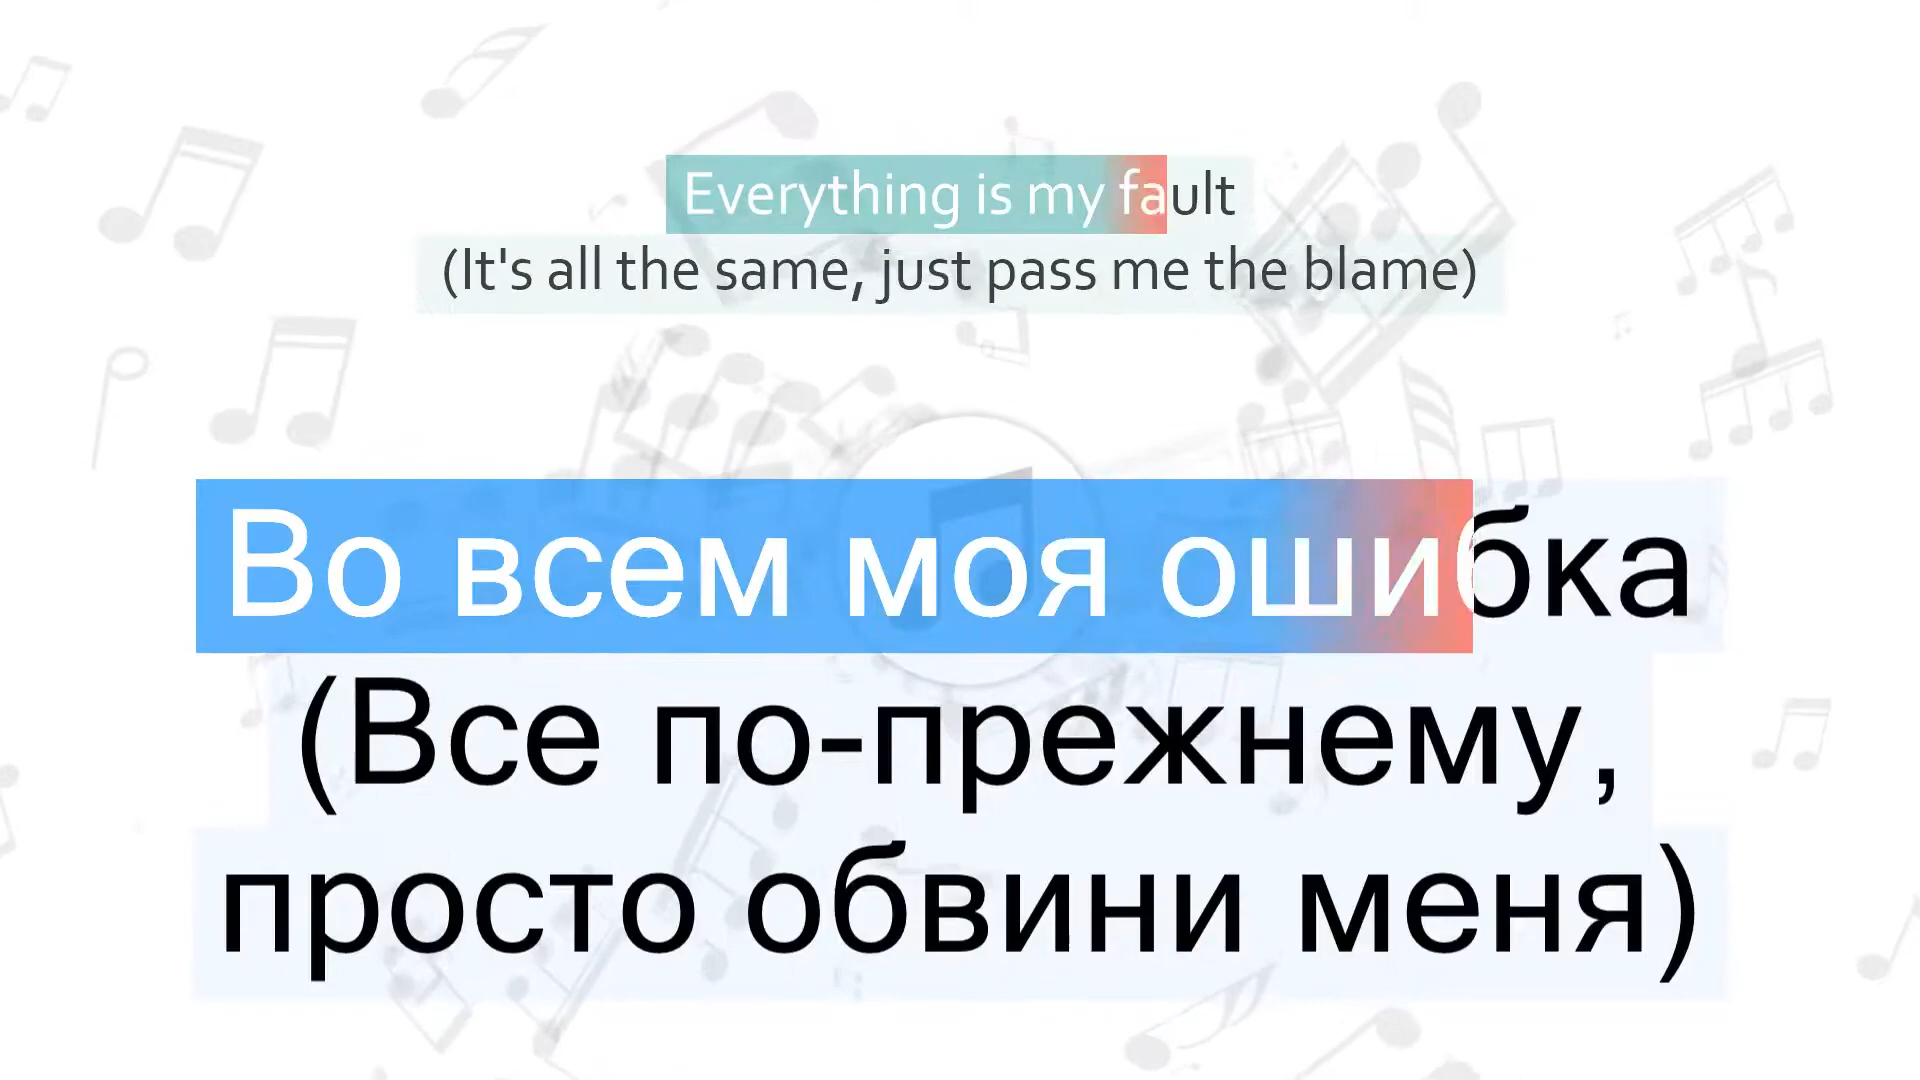 Everything is my fault
(It's all the same, just pass me the blame)
Во всем моя ошибка
(Все по-прежнему,
просто обвини меня)